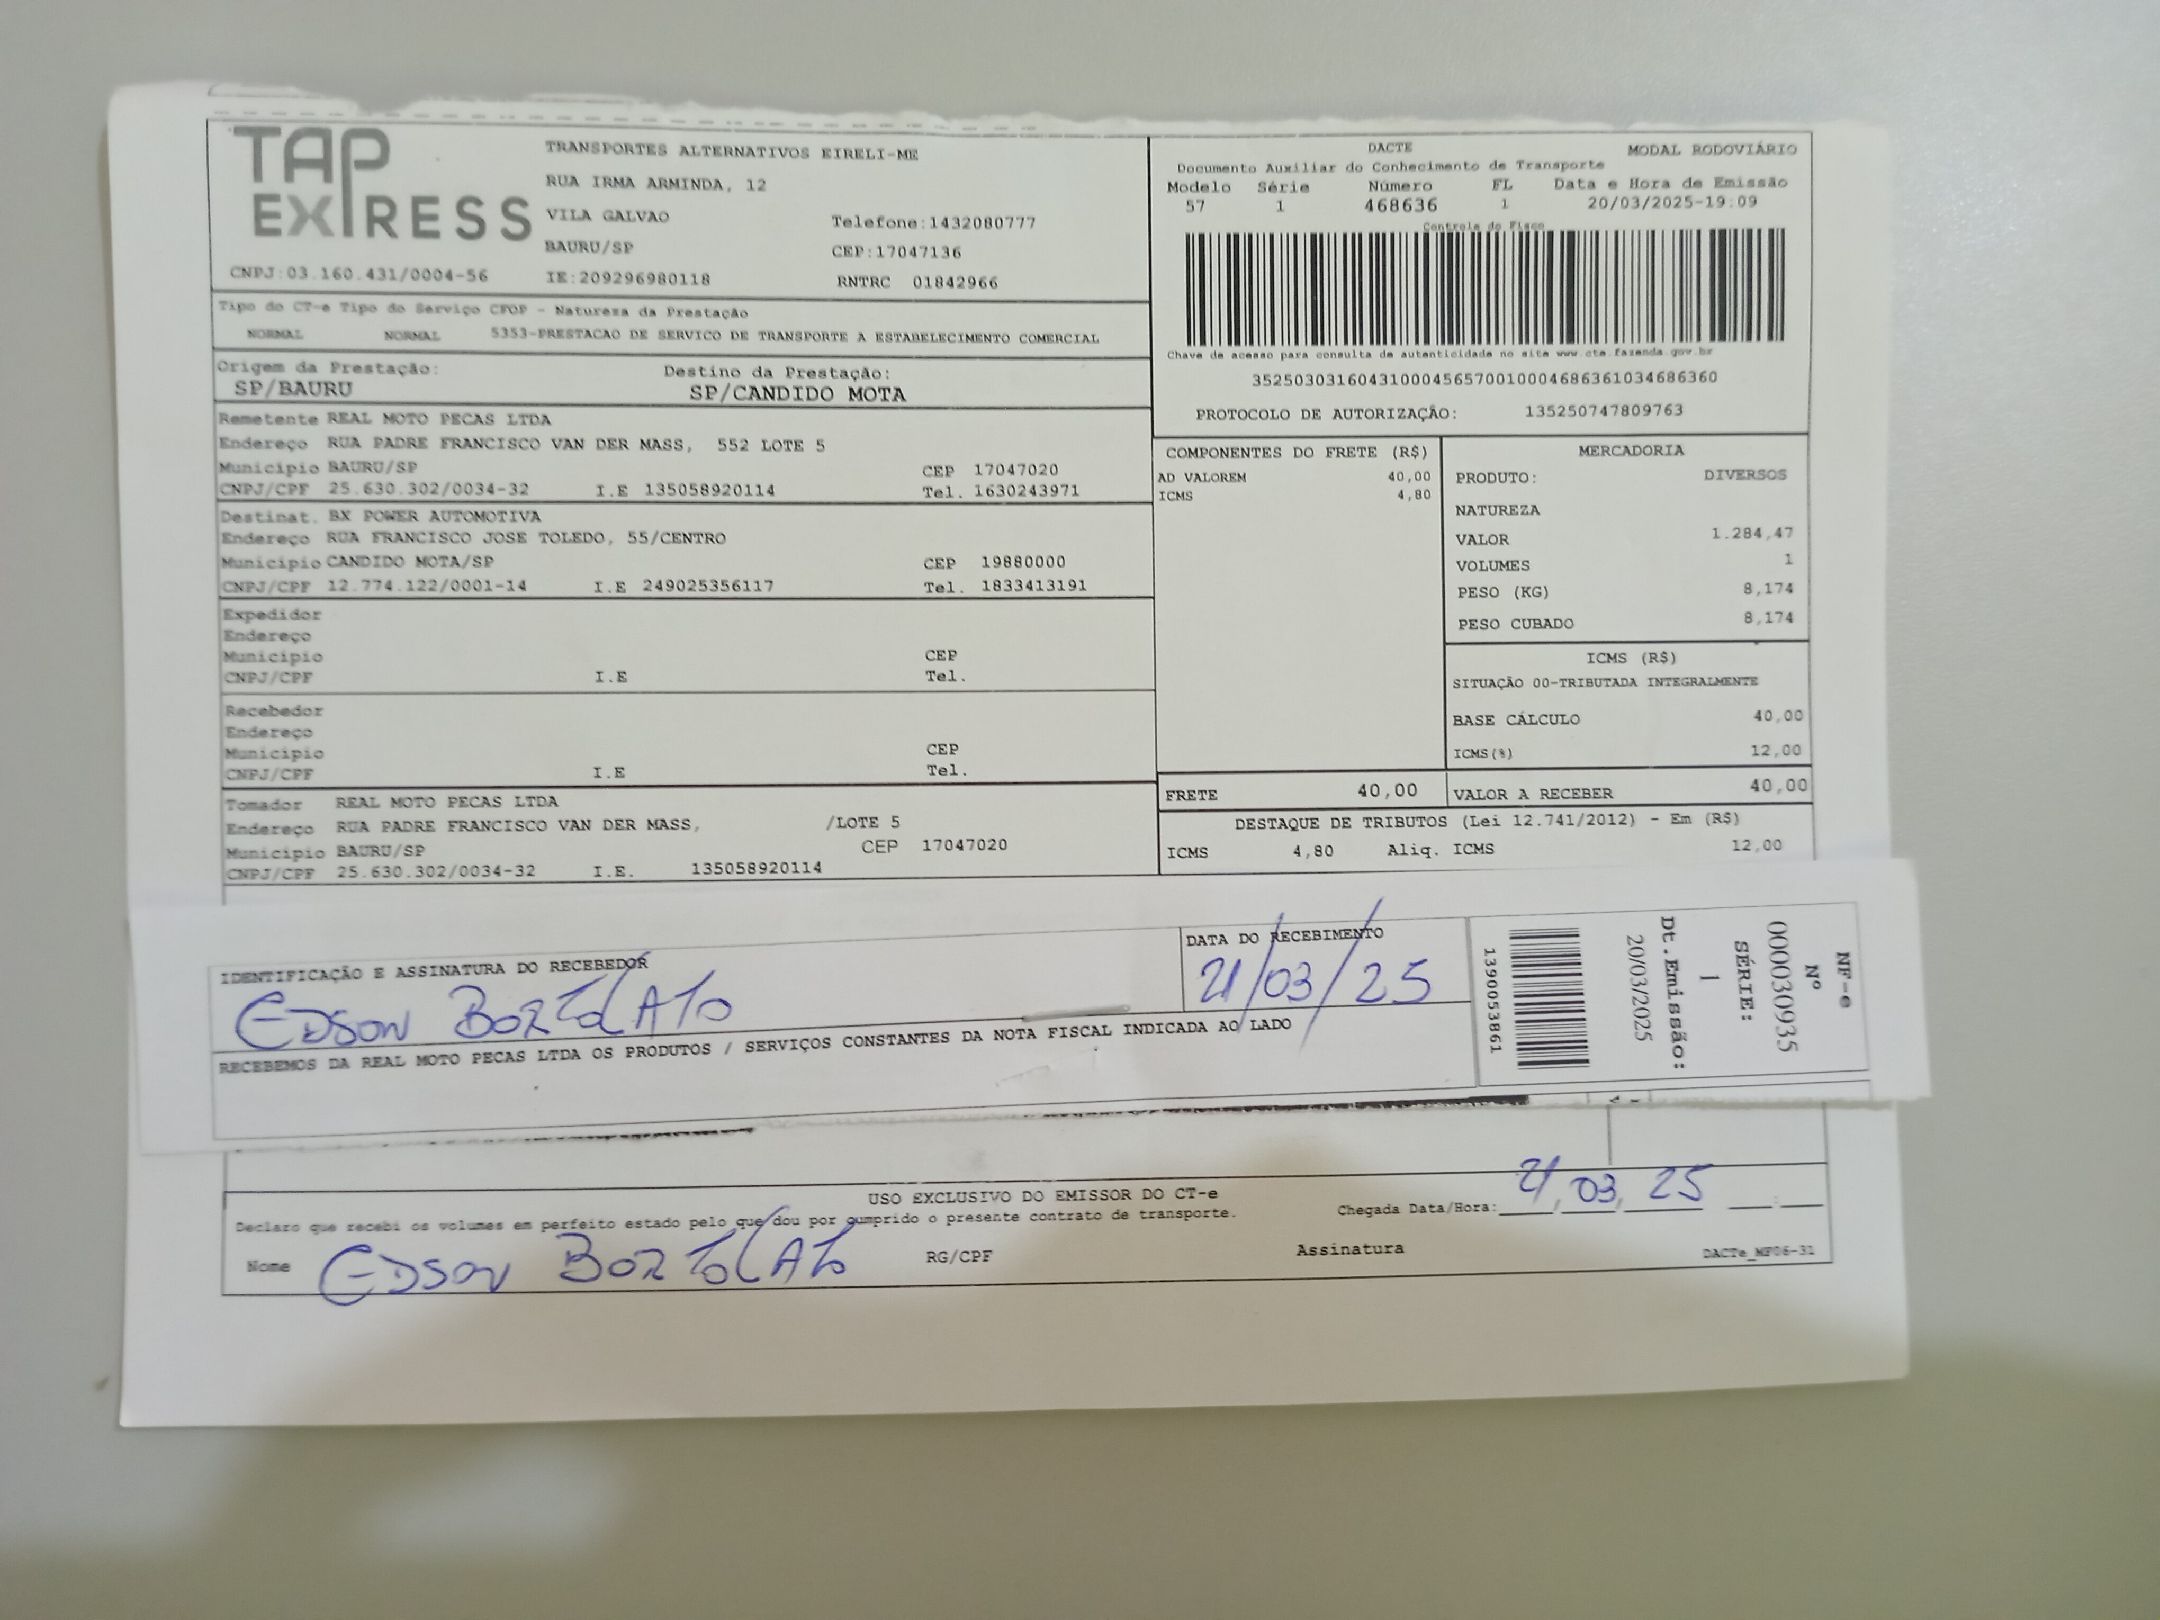 TAP
EXPRESS
CNPJ:03.160.431/0004-56
TRANSPORTES ALTERNATIVOS EIRELI-ME
RUA IRMA ARMINDA, 12
VILA GALVAO Telefone:1432080777
BAURU/SP CEP:17047136
IE:209296980118 RNTRC 01842966
DACTE MODAL RODOVIÁRIO
Documento Auxiliar do Conhecimento de Transporte
Modelo Série Número FL Data e Hora de Emissão
57 1 468636 1 20/03/2025-19:09
Controle do Fisco
Chave de acesso para consulta de autenticidade no site www.cte.fazenda.gov.br
35250303160431000456570010004686361034686360
PROTOCOLO DE AUTORIZAÇÃO: 135250747809763
Tipo do CT-e Tipo do Serviço CFOP - Natureza da Prestação
NORMAL NORMAL 5353-PRESTACAO DE SERVICO DE TRANSPORTE A ESTABELECIMENTO COMERCIAL
Origem da Prestação: Destino da Prestação:
SP/BAURU SP/CANDIDO MOTA
Remetente REAL MOTO PECAS LTDA
Endereço RUA PADRE FRANCISCO VAN DER MASS, 552 LOTE 5
Município BAURU/SP CEP 17047020
CNPJ/CPF 25.630.302/0034-32 I.E 135058920114 Tel. 1630243971
Destinat. BX POWER AUTOMOTIVA
Endereço RUA FRANCISCO JOSE TOLEDO, 55/CENTRO
Município CANDIDO MOTA/SP CEP 19880000
CNPJ/CPF 12.774.122/0001-14 I.E 249025356117 Tel. 1833413191
Expedidor
Endereço
Município CEP
CNPJ/CPF I.E Tel.
Recebedor
Endereço
Município CEP
CNPJ/CPF I.E Tel.
Tomador REAL MOTO PECAS LTDA
Endereço RUA PADRE FRANCISCO VAN DER MASS, /LOTE 5
Município BAURU/SP CEP 17047020
CNPJ/CPF 25.630.302/0034-32 I.E. 135058920114
COMPONENTES DO FRETE (R$)
AD VALOREM 40,00
ICMS 4,80
MERCADORIA
PRODUTO: DIVERSOS
NATUREZA
VALOR 1.284,47
VOLUMES 1
PESO (KG) 8,174
PESO CUBADO 8,174
ICMS (R$)
SITUAÇÃO 00-TRIBUTADA INTEGRALMENTE
BASE CÁLCULO 40,00
ICMS(%) 12,00
FRETE 40,00 VALOR A RECEBER 40,00
DESTAQUE DE TRIBUTOS (Lei 12.741/2012) - Em (R$)
ICMS 4,80 Aliq. ICMS 12,00
IDENTIFICAÇÃO E ASSINATURA DO RECEBEDOR DATA DO RECEBIMENTO
EDSON BORTOLATO 21/03/25
RECEBEMOS DA REAL MOTO PECAS LTDA OS PRODUTOS / SERVIÇOS CONSTANTES DA NOTA FISCAL INDICADA AO LADO
NF-e
Nº
000030935
SÉRIE:
1
Dt.Emissão:
20/03/2025
1390053861
USO EXCLUSIVO DO EMISSOR DO CT-e
Declaro que recebi os volumes em perfeito estado pelo que dou por cumprido o presente contrato de transporte. Chegada Data/Hora: 21/03/25
Nome EDSON BORTOLATO RG/CPF Assinatura DACTe_MF06-31